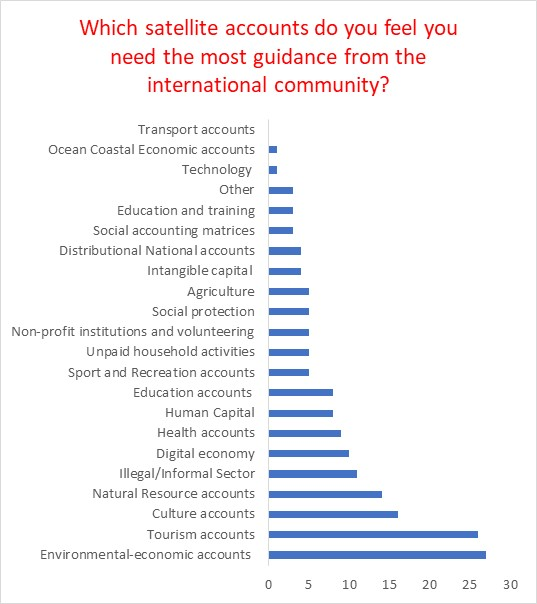 Which satellite accounts do you feel you
need the most guidance from the
international community?
Transport accounts
Ocean Coastal Economic accounts
Technology
Other
Education and training
Social accounting matrices
Distributional National accounts
Intangible capital
Agriculture
Social protection
Non-profit institutions and volunteering
Unpaid household activities
Sport and Recreation accounts
Education accounts
Human Capital
Health accounts
Digital economy
Illegal/Informal Sector
Natural Resource accounts
Culture accounts
Tourism accounts
Environmental-economic accounts
0 5 10 15 20 25 30